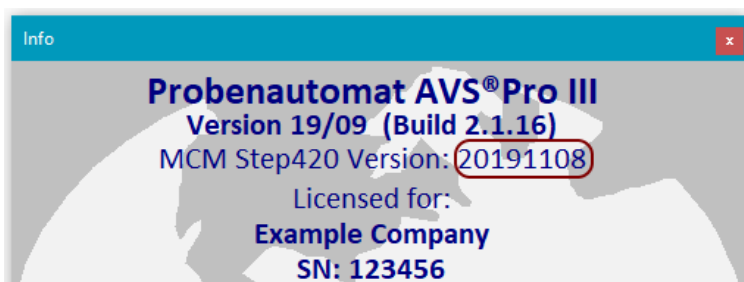 Info
x
Probenautomat AVS®Pro III
Version 19/09 (Build 2.1.16)
MCM Step420 Version: 20191108
Licensed for:
Example Company
SN: 123456